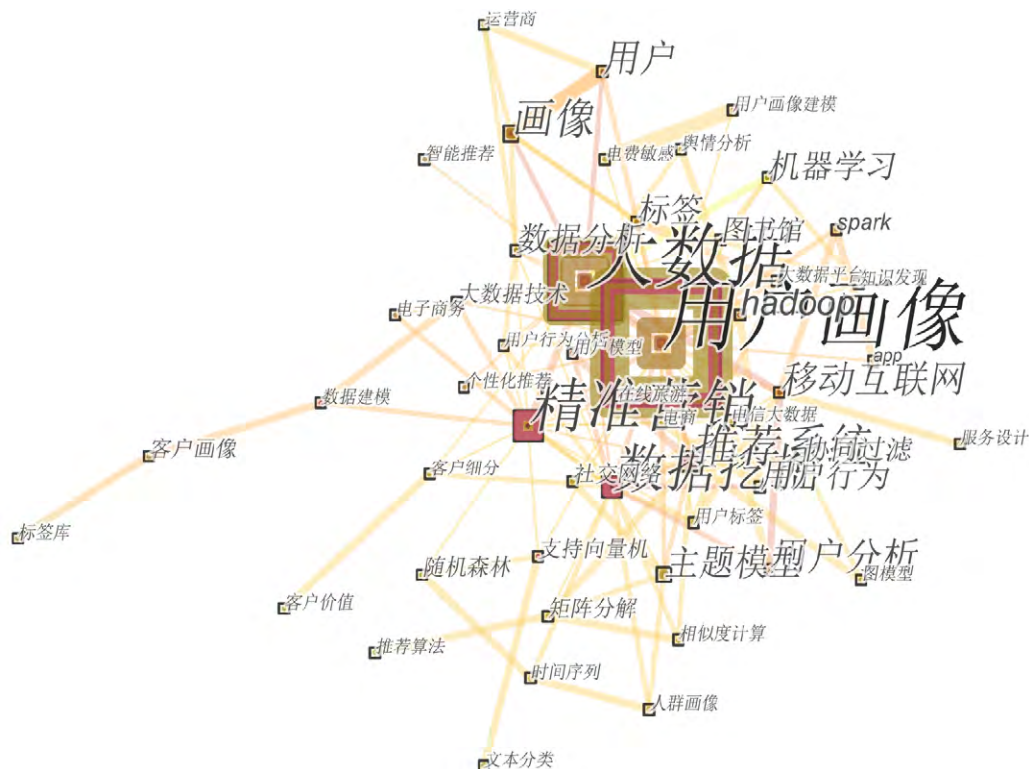 运营商
用户
画像
用户画像建模
舆情分析
智能推荐
电费敏感
机器学习
标签
数据分析
图书馆
spark
大数据
大数据平台
知识发现
电子商务
大数据技术
用户画像
hadoop
用户行为分析
用户模型
app
个性化推荐
在线旅游
移动互联网
数据建模
精准营销
电商
电信大数据
客户画像
推荐系统
协同过滤
服务设计
客户细分
社交网络
数据挖
用户行为
用户标签
标签库
支持向量机
随机森林
主题模型
用户分析
图模型
客户价值
矩阵分解
推荐算法
相似度计算
时间序列
人群画像
文本分类